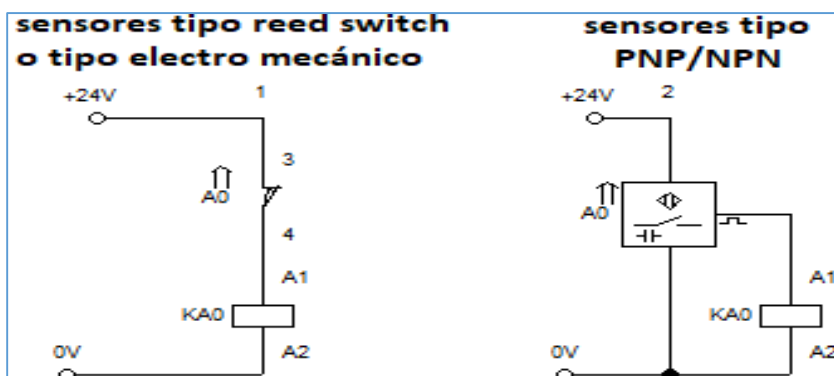 sensores tipo reed switch
o tipo electro mecánico
+24V
1
3
A0
4
A1
KA0
A2
0V
sensores tipo
PNP/NPN
+24V
2
A0
A1
KA0
A2
0V